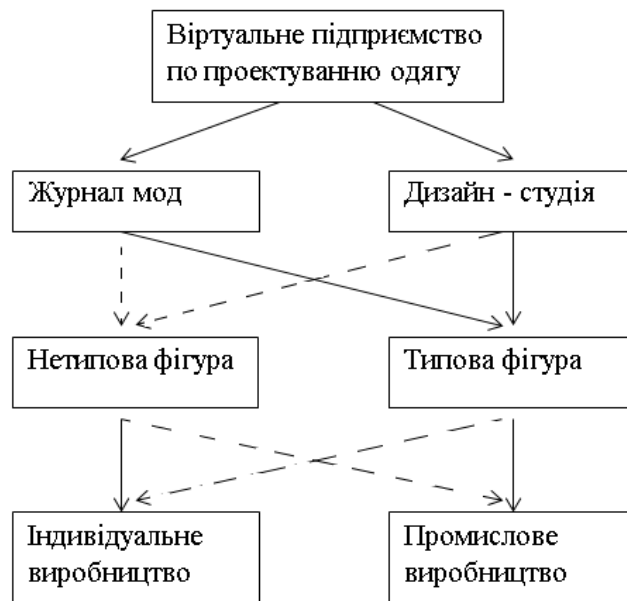 Віртуальне підприємство
по проектуванню одягу
Журнал мод
Дизайн - студія
Нетипова фігура
Типова фігура
Індивідуальне
виробництво
Промислове
виробництво